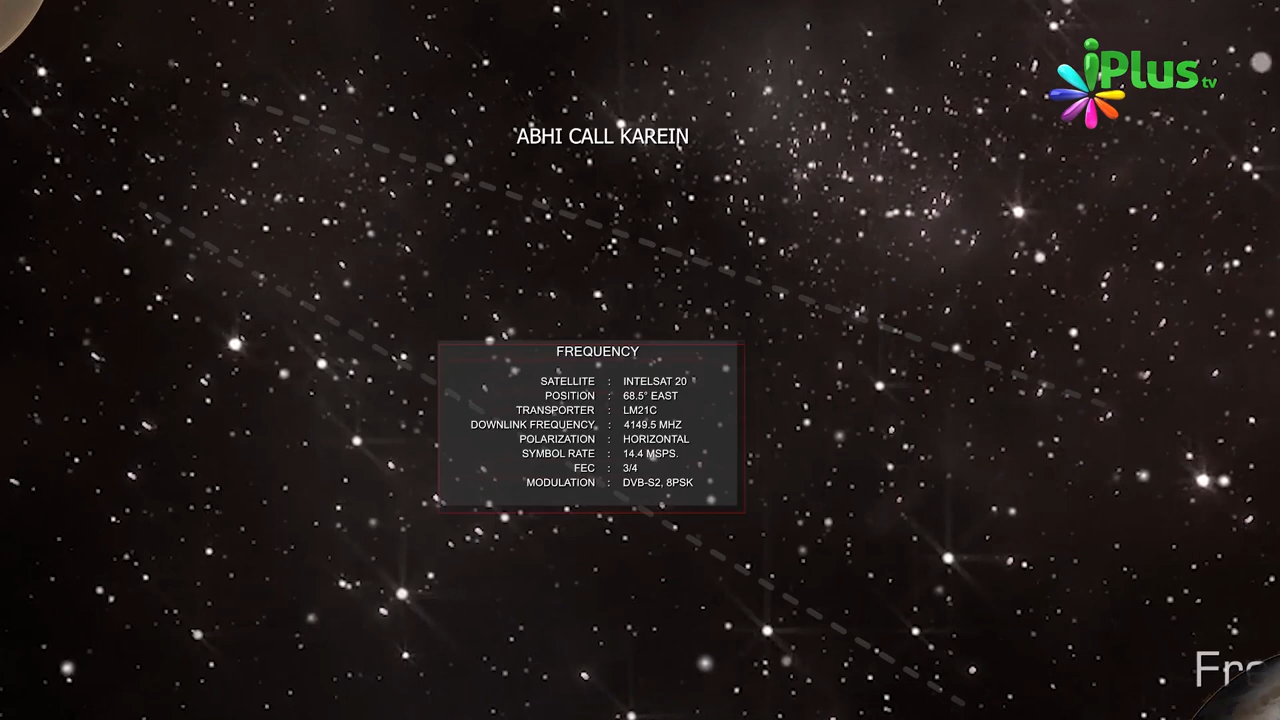 iPlus tv
ABHI CALL KAREIN
FREQUENCY
SATELLITE : INTELSAT 20
POSITION : 68.5° EAST
TRANSPORTER : LM21C
DOWNLINK FREQUENCY : 4149.5 MHZ
POLARIZATION : HORIZONTAL
SYMBOL RATE : 14.4 MSPS.
FEC : 3/4
MODULATION : DVB-S2, 8PSK